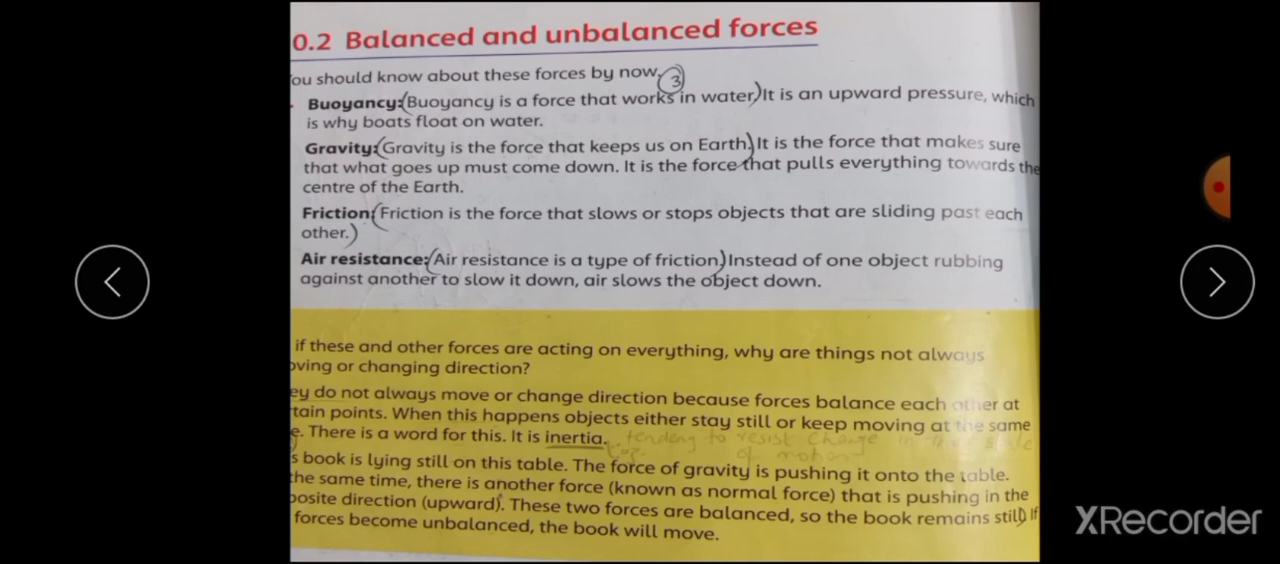 0.2 Balanced and unbalanced forces
ou should know about these forces by now. 3
Buoyancy: (Buoyancy is a force that works in water) It is an upward pressure, which
is why boats float on water.
Gravity: (Gravity is the force that keeps us on Earth.) It is the force that makes sure
that what goes up must come down. It is the force that pulls everything towards the
centre of the Earth.
Friction: (Friction is the force that slows or stops objects that are sliding past each
other.)
Air resistance: (Air resistance is a type of friction.) Instead of one object rubbing
against another to slow it down, air slows the object down.
if these and other forces are acting on everything, why are things not always
oving or changing direction?
ey do not always move or change direction because forces balance each other at
tain points. When this happens objects either stay still or keep moving at the same
e. There is a word for this. It is inertia. tendency to resist change in
of motion
s book is lying still on this table. The force of gravity is pushing it onto the table.
the same time, there is another force (known as normal force) that is pushing in the
posite direction (upward). These two forces are balanced, so the book remains still) If
forces become unbalanced, the book will move.
XRecorder